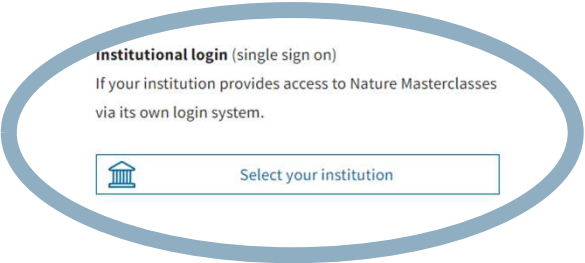 Institutional login (single sign on)
If your institution provides access to Nature Masterclasses
via its own login system.
Select your institution